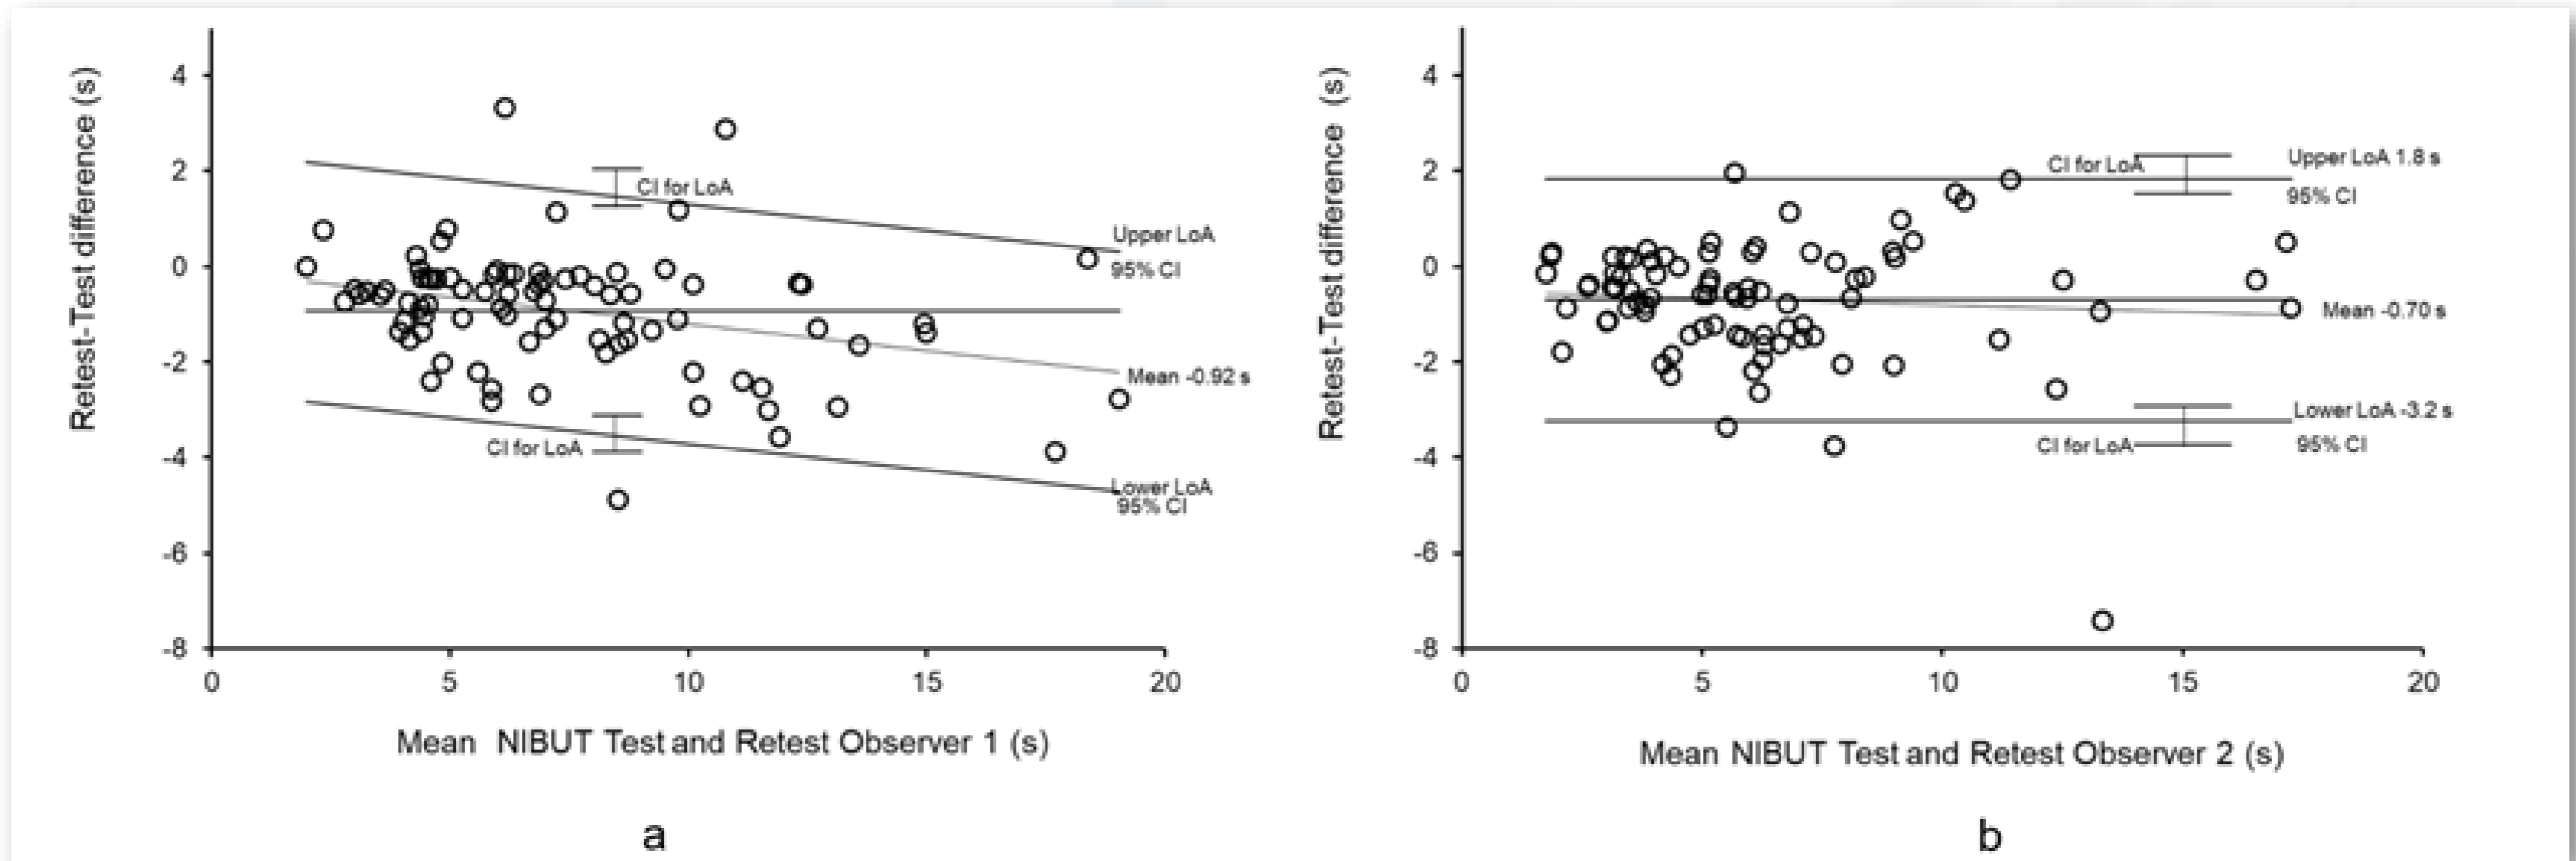 Retest-Test difference (s)
4
2
0
-2
-4
-6
-8
0
5
10
15
20
CI for LoA
Upper LoA
95% CI
Mean -0.92 s
CI for LoA
Lower LoA
95% CI
Mean NIBUT Test and Retest Observer 1 (s)
a
Retest-Test difference (s)
4
2
0
-2
-4
-6
-8
0
5
10
15
20
CI for LoA
Upper LoA 1.8 s
95% CI
Mean -0.70 s
Lower LoA -3.2 s
CI for LoA
95% CI
Mean NIBUT Test and Retest Observer 2 (s)
b